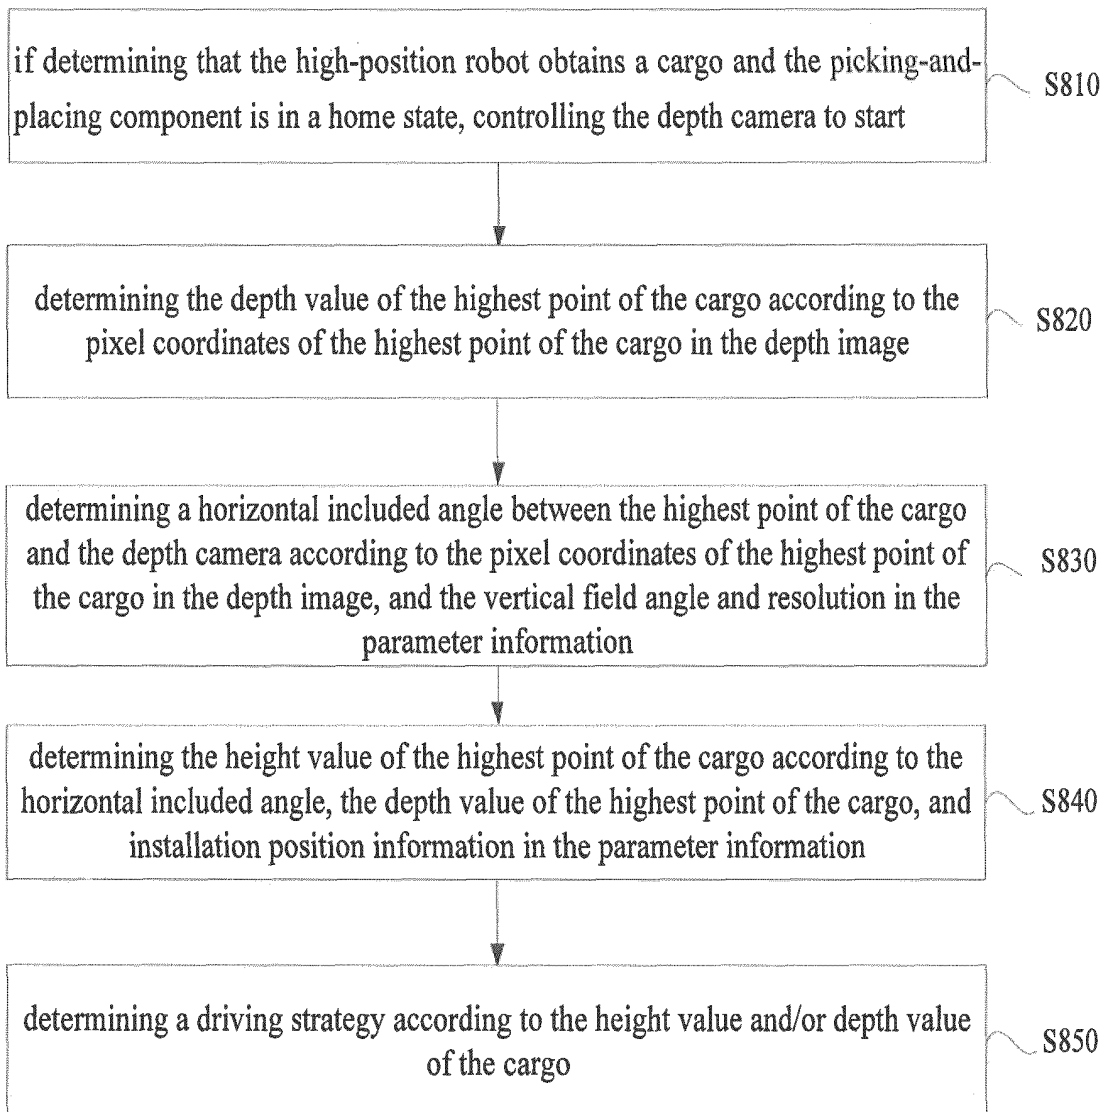 if determining that the high-position robot obtains a cargo and the picking-and-
placing component is in a home state, controlling the depth camera to start
S810
determining the depth value of the highest point of the cargo according to the
pixel coordinates of the highest point of the cargo in the depth image
S820
determining a horizontal included angle between the highest point of the cargo
and the depth camera according to the pixel coordinates of the highest point of
the cargo in the depth image, and the vertical field angle and resolution in the
parameter information
S830
determining the height value of the highest point of the cargo according to the
horizontal included angle, the depth value of the highest point of the cargo, and
installation position information in the parameter information
S840
determining a driving strategy according to the height value and/or depth value
of the cargo
S850